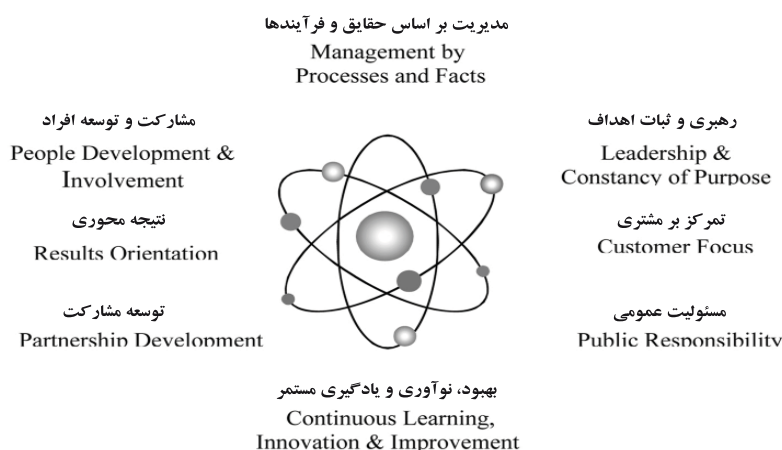 مدیریت بر اساس حقایق و فرآیندها
Management by
Processes and Facts
مشارکت و توسعه افراد
People Development &
Involvement
رهبری و ثبات اهداف
Leadership &
Constancy of Purpose
نتیجه محوری
Results Orientation
تمرکز بر مشتری
Customer Focus
توسعه مشارکت
Partnership Development
مسئولیت عمومی
Public Responsibility
بهبود، نوآوری و یادگیری مستمر
Continuous Learning,
Innovation & Improvement